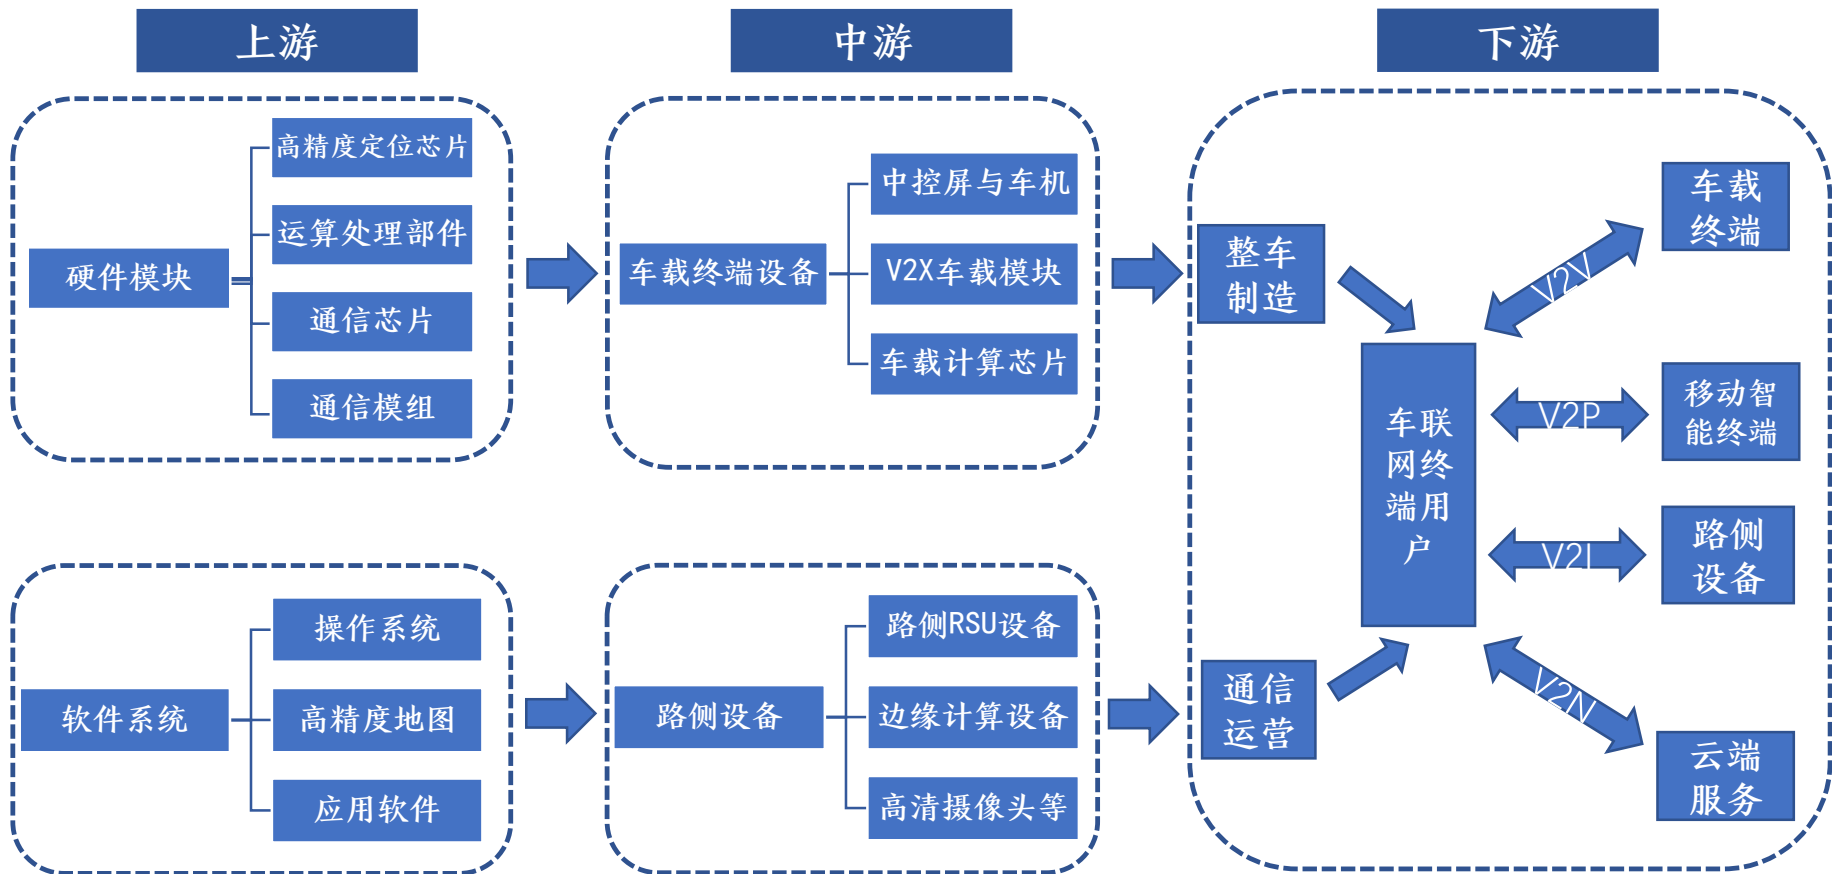 上游
中游
下游
硬件模块
高精度定位芯片
运算处理部件
通信芯片
通信模组
软件系统
操作系统
高精度地图
应用软件
车载终端设备
中控屏与车机
V2X车载模块
车载计算芯片
路侧设备
路侧RSU设备
边缘计算设备
高清摄像头等
整车
制造
通信
运营
车联
网终
端用
户
V2V
V2P
V2I
V2N
车载
终端
移动智
能终端
路侧
设备
云端
服务